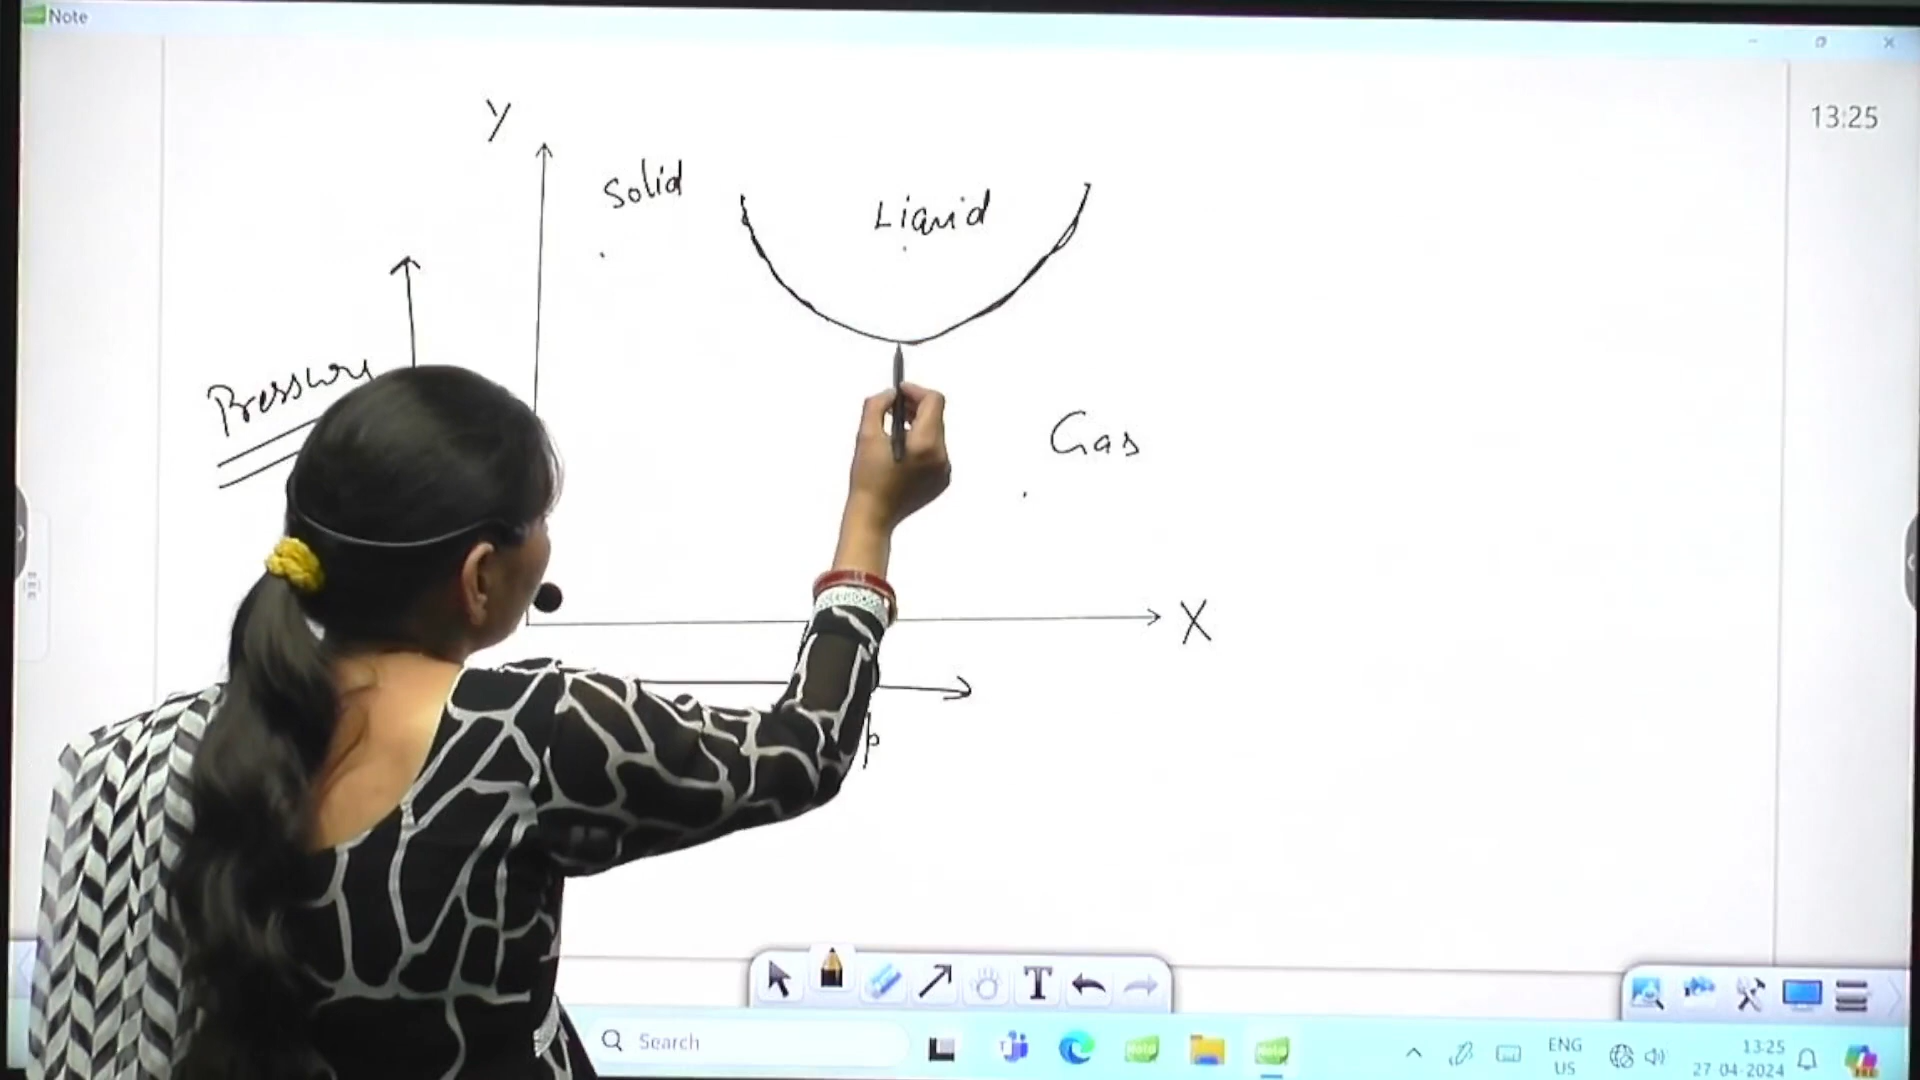 Note
13:25
Y
Solid
Liquid
Pressure
Gas
X
p
Search
ENG
US
13:25
27-04-2024